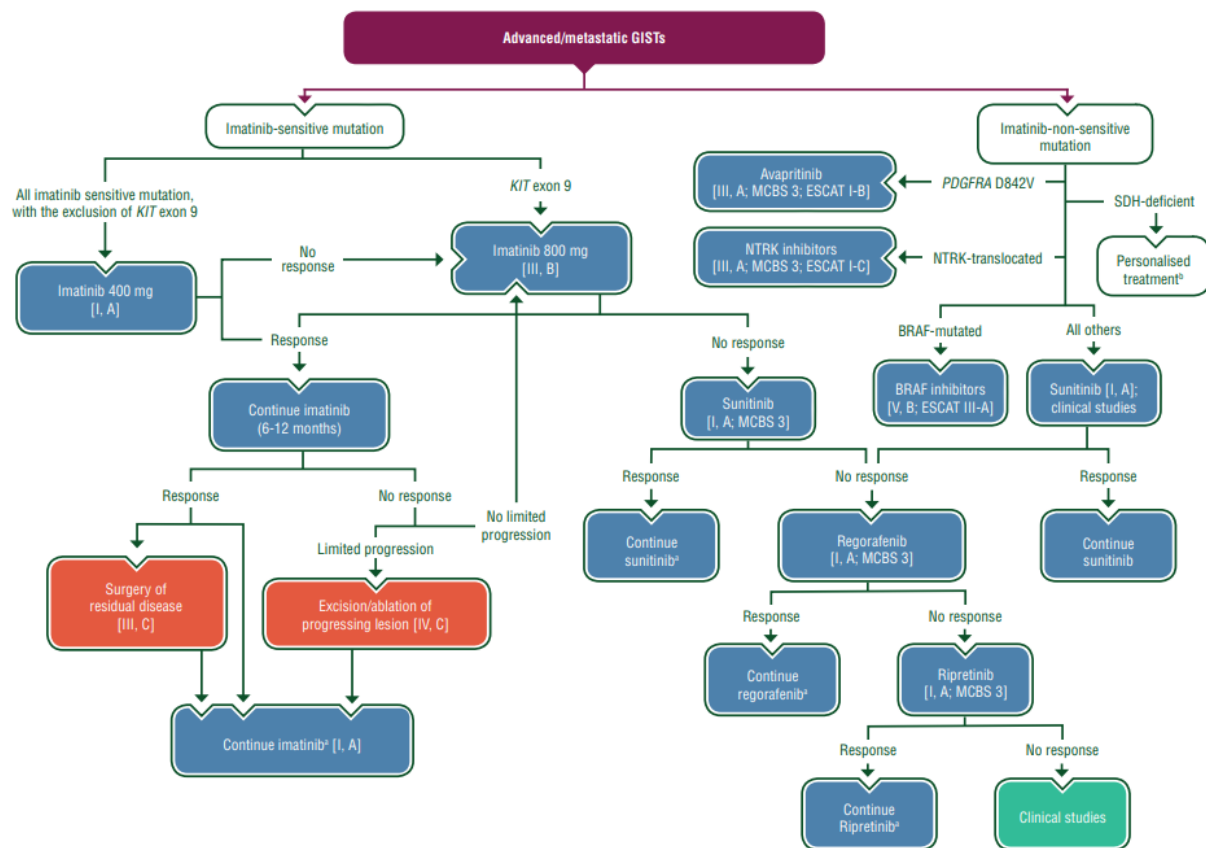 Advanced/metastatic GISTs
Imatinib-sensitive mutation
Imatinib-non-sensitive
mutation
All imatinib sensitive mutation,
with the exclusion of KIT exon 9
KIT exon 9
Avapritinib
[III, A; MCBS 3; ESCAT I-B]
PDGFRA D842V
SDH-deficient
Imatinib 400 mg
[I, A]
No
response
Imatinib 800 mg
[III, B]
NTRK inhibitors
[III, A; MCBS 3; ESCAT I-C]
NTRK-translocated
Personalised
treatmentᵇ
Response
No response
BRAF-mutated
All others
Continue imatinib
(6-12 months)
Sunitinib
[I, A; MCBS 3]
BRAF inhibitors
[V, B; ESCAT III-A]
Sunitinib [I, A];
clinical studies
Response
No response
No limited
progression
Response
No response
Response
Limited progression
Continue
sunitinibᵃ
Regorafenib
[I, A; MCBS 3]
Continue
sunitinib
Surgery of
residual disease
[III, C]
Excision/ablation of
progressing lesion [IV, C]
Response
No response
Continue
regorafenibᵃ
Ripretinib
[I, A; MCBS 3]
Continue imatinibᵃ [I, A]
Response
No response
Continue
Ripretinibᵃ
Clinical studies